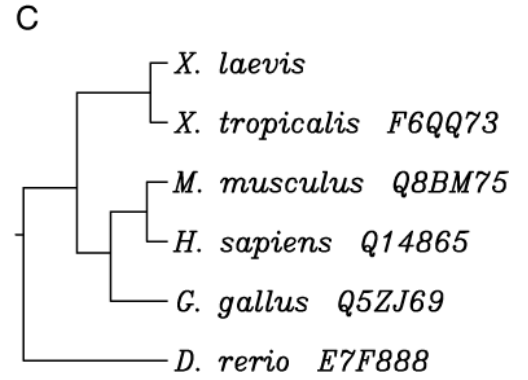 C
X. laevis
X. tropicalis F6QQ73
M. musculus Q8BM75
H. sapiens Q14865
G. gallus Q5ZJ69
D. rerio E7F888